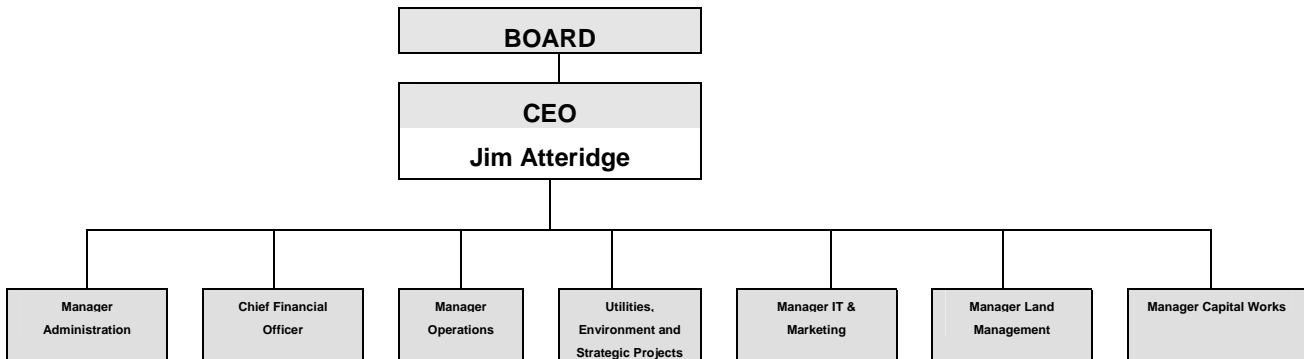 BOARD
CEO
Jim Atteridge
Manager
Administration
Chief Financial
Officer
Manager
Operations
Utilities,
Environment and
Strategic Projects
Manager IT &
Marketing
Manager Land
Management
Manager Capital Works